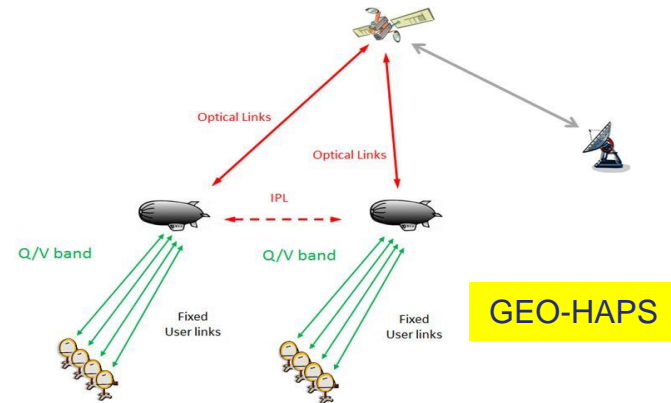 Optical Links
Optical Links
IPL
Q/V band
Q/V band
Fixed
User links
Fixed
User links
GEO-HAPS